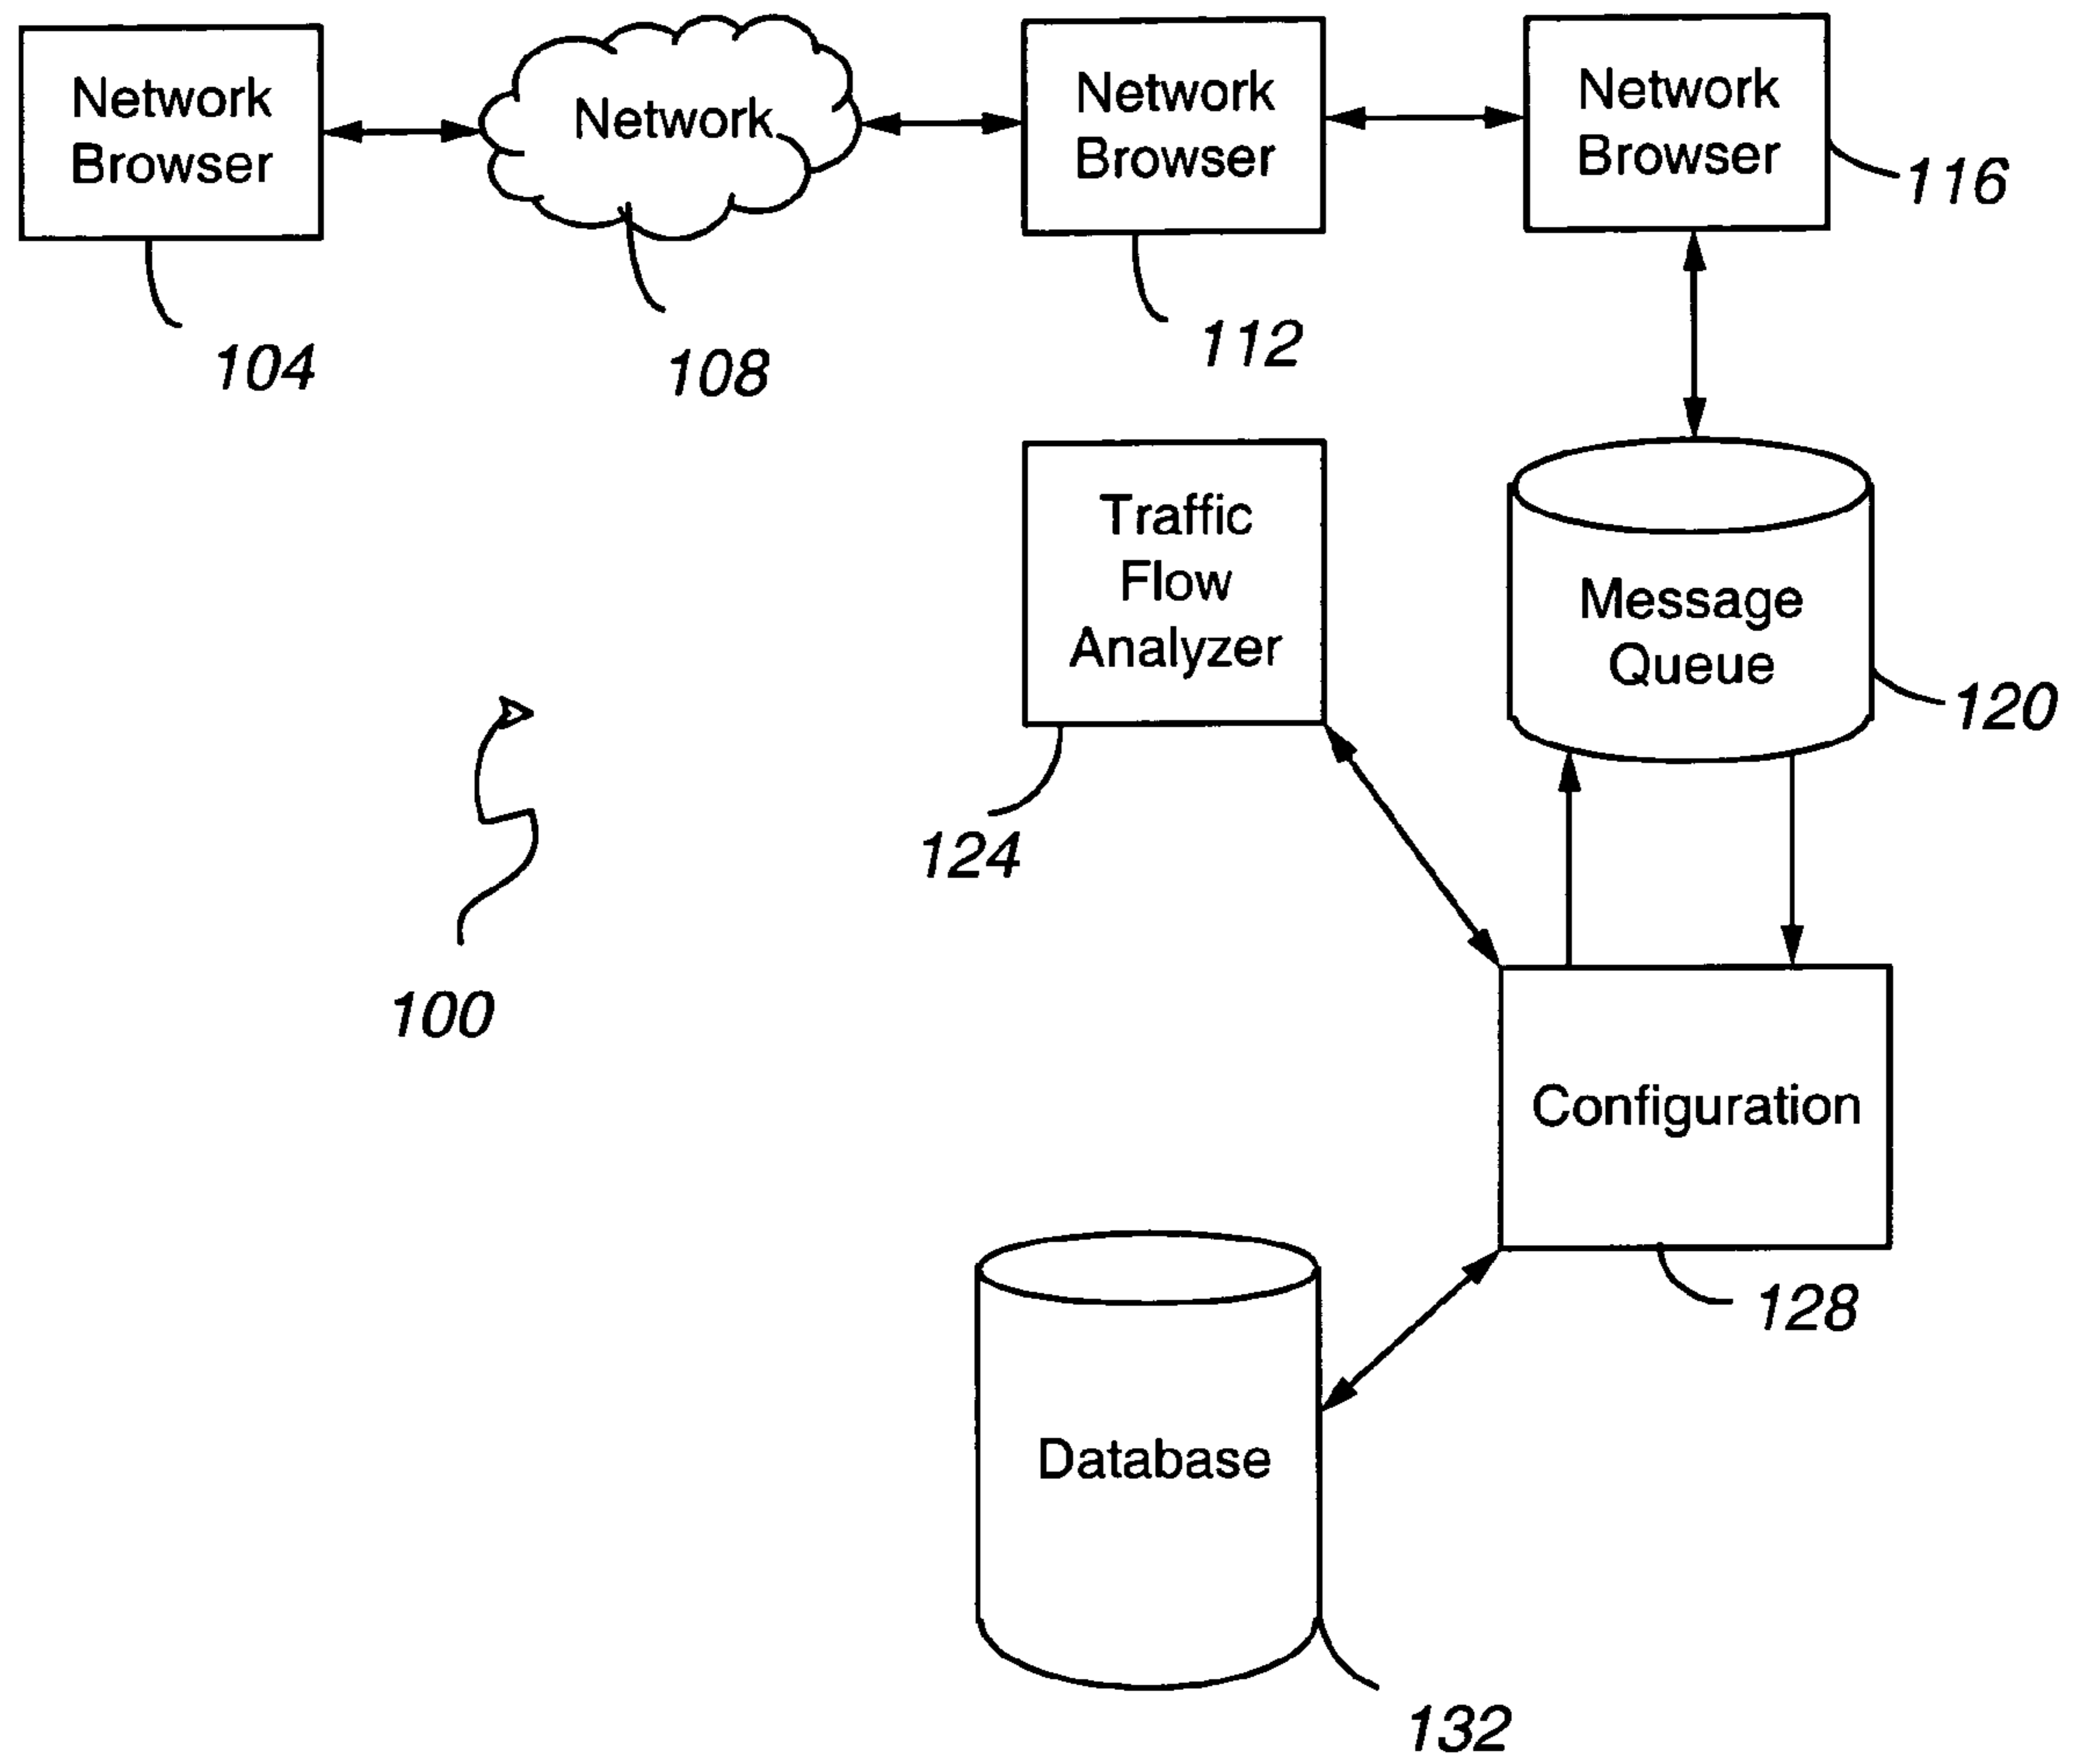 Network
Browser
Network
Network
Browser
Network
Browser
116
104
108
112
Traffic
Flow
Analyzer
Message
Queue
120
124
100
Configuration
128
Database
132